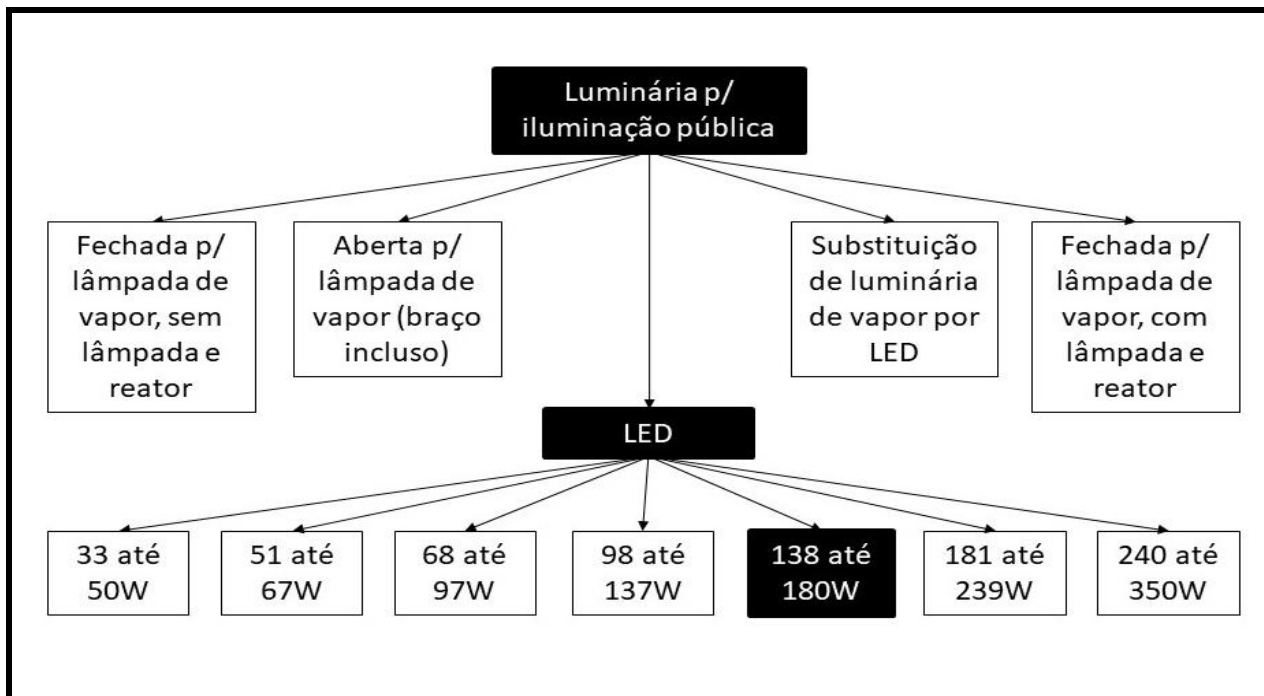 Luminária p/
iluminação pública
Fechada p/
lâmpada de
vapor, sem
lâmpada e
reator
Aberta p/
lâmpada de
vapor (braço
incluso)
Substituição
de luminária
de vapor por
LED
Fechada p/
lâmpada de
vapor, com
lâmpada e
reator
LED
33 até
50W
51 até
67W
68 até
97W
98 até
137W
138 até
180W
181 até
239W
240 até
350W